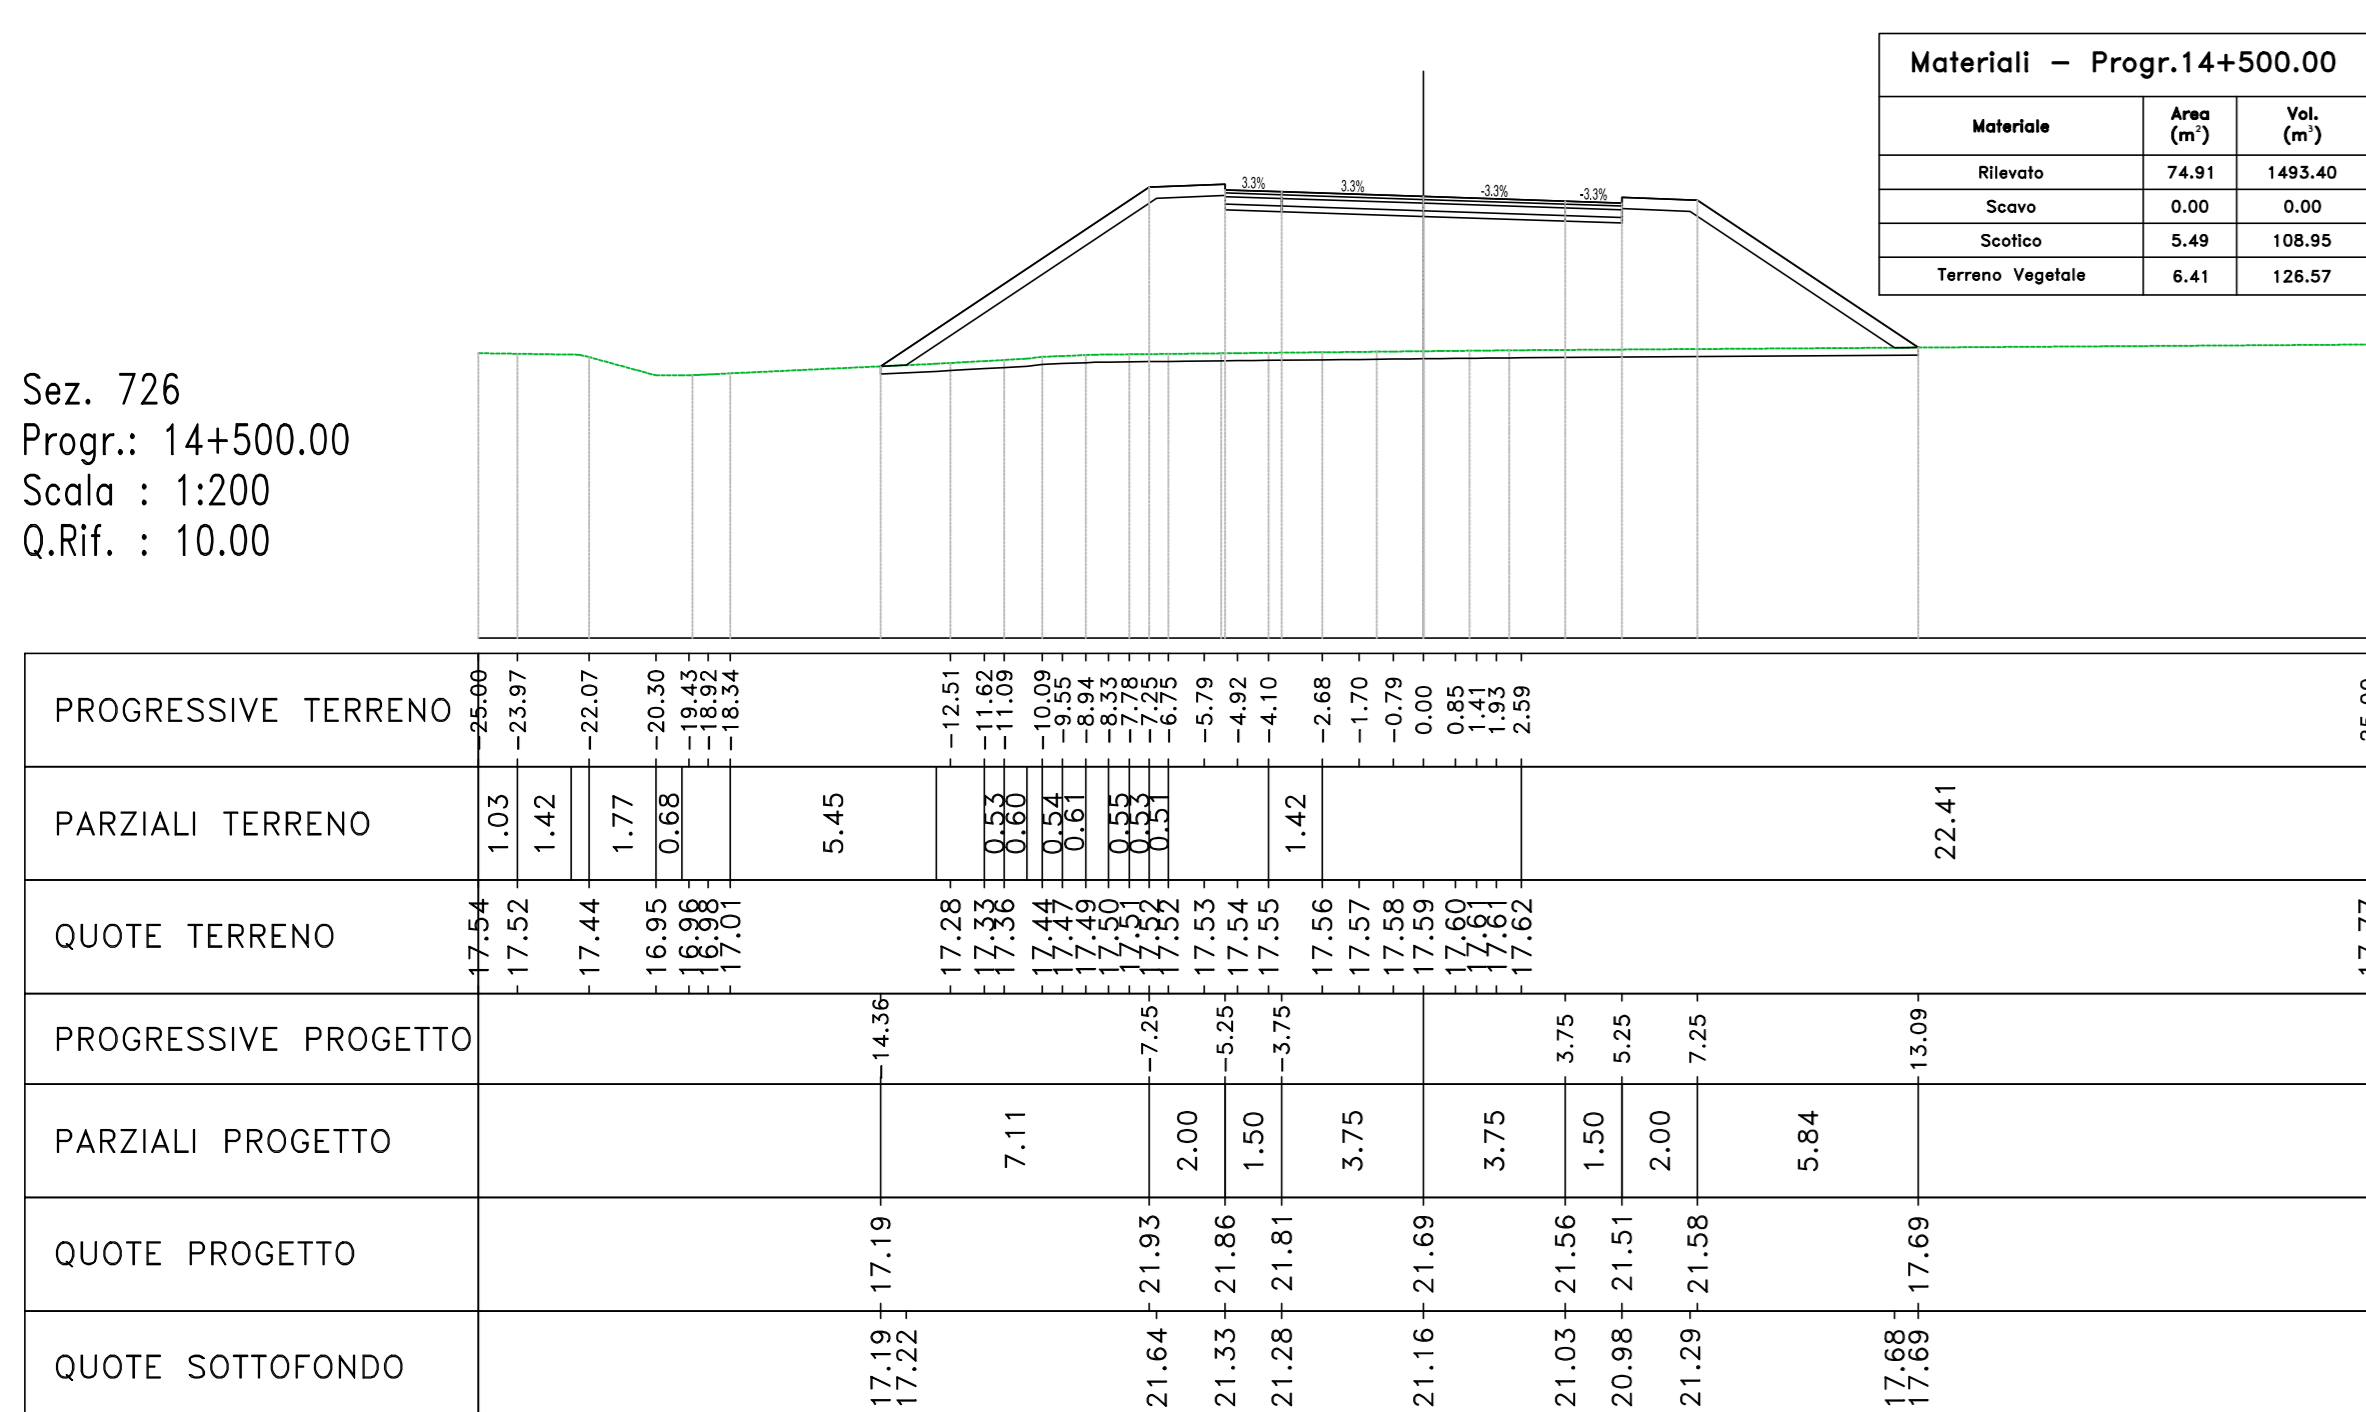 Materiali – Progr.14+500.00
Materiale Area (m²) Vol. (m³)
Rilevato 74.91 1493.40
Scavo 0.00 0.00
Scotico 5.49 108.95
Terreno Vegetale 6.41 126.57
3.3% 3.3% -3.3% -3.3%
Sez. 726
Progr.: 14+500.00
Scala : 1:200
Q.Rif. : 10.00
PROGRESSIVE TERRENO -25.00 -23.97 -22.07 -20.30 -19.43 -18.92 -18.34 -12.51 -11.62 -11.09 -10.09 -9.55 -8.94 -8.33 -7.78 -7.25 -6.75 -5.79 -4.92 -4.10 -2.68 -1.70 -0.79 0.00 0.85 1.41 1.93 2.59
PARZIALI TERRENO 1.03 1.42 1.77 0.68 5.45 0.53 0.60 0.54 0.61 0.55 0.53 0.51 1.42 22.41
QUOTE TERRENO 17.54 17.52 17.44 16.95 16.96 16.98 17.01 17.28 17.33 17.36 17.44 17.47 17.49 17.50 17.51 17.52 17.52 17.53 17.54 17.55 17.56 17.57 17.58 17.59 17.60 17.61 17.61 17.62 17.77
PROGRESSIVE PROGETTO -14.36 -7.25 -5.25 -3.75 3.75 5.25 7.25 13.09
PARZIALI PROGETTO 7.11 2.00 1.50 3.75 3.75 1.50 2.00 5.84
QUOTE PROGETTO 17.19 21.93 21.86 21.81 21.69 21.56 21.51 21.58 17.69
QUOTE SOTTOFONDO 17.19 17.22 21.64 21.33 21.28 21.16 21.03 20.98 21.29 17.68 17.69